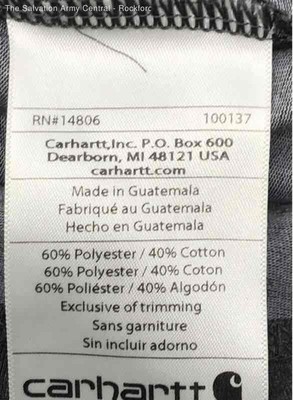 The Salvation Army Central - Rockford
RN#14806 100137
Carhartt,Inc. P.O. Box 600
Dearborn, MI 48121 USA
carhartt.com
Made in Guatemala
Fabriqué au Guatemala
Hecho en Guatemala
60% Polyester / 40% Cotton
60% Polyester / 40% Coton
60% Poliéster / 40% Algodón
Exclusive of trimming
Sans garniture
Sin incluir adorno
carhartt